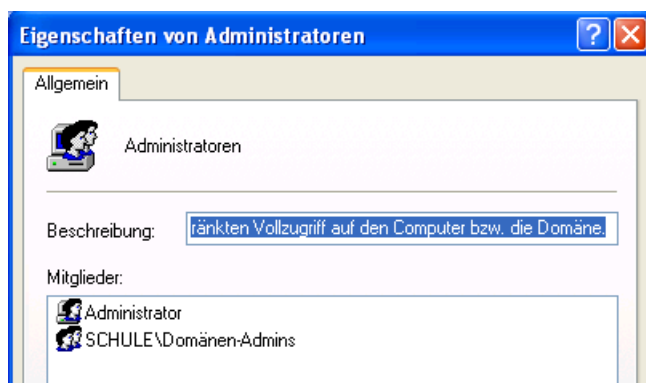 Eigenschaften von Administratoren
Allgemein
Administratoren
Beschreibung: ränkten Vollzugriff auf den Computer bzw. die Domäne.
Mitglieder:
Administrator
SCHULE\Domänen-Admins